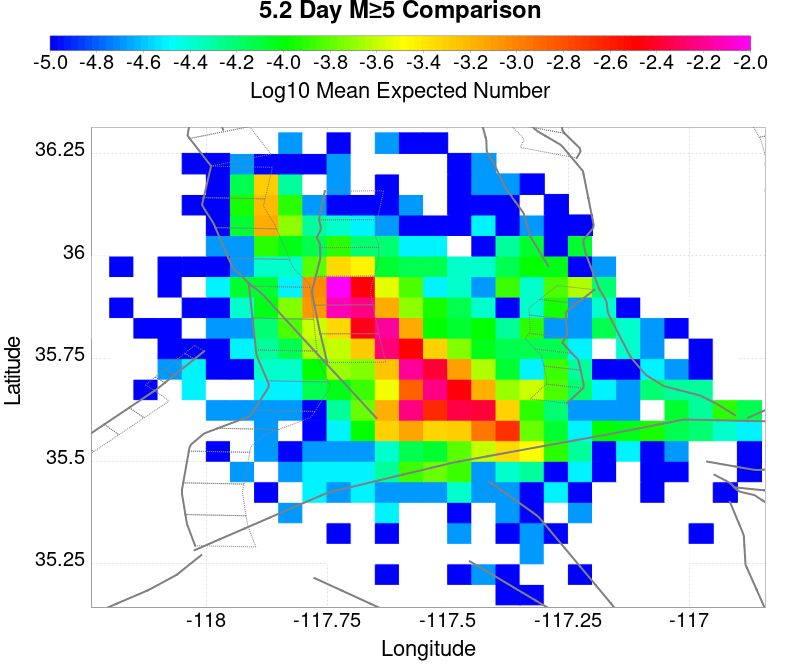 5.2 Day M≥5 Comparison
-5.0 -4.8 -4.6 -4.4 -4.2 -4.0 -3.8 -3.6 -3.4 -3.2 -3.0 -2.8 -2.6 -2.4 -2.2 -2.0
Log10 Mean Expected Number
36.25
36
35.75
35.5
35.25
Latitude
-118 -117.75 -117.5 -117.25 -117
Longitude